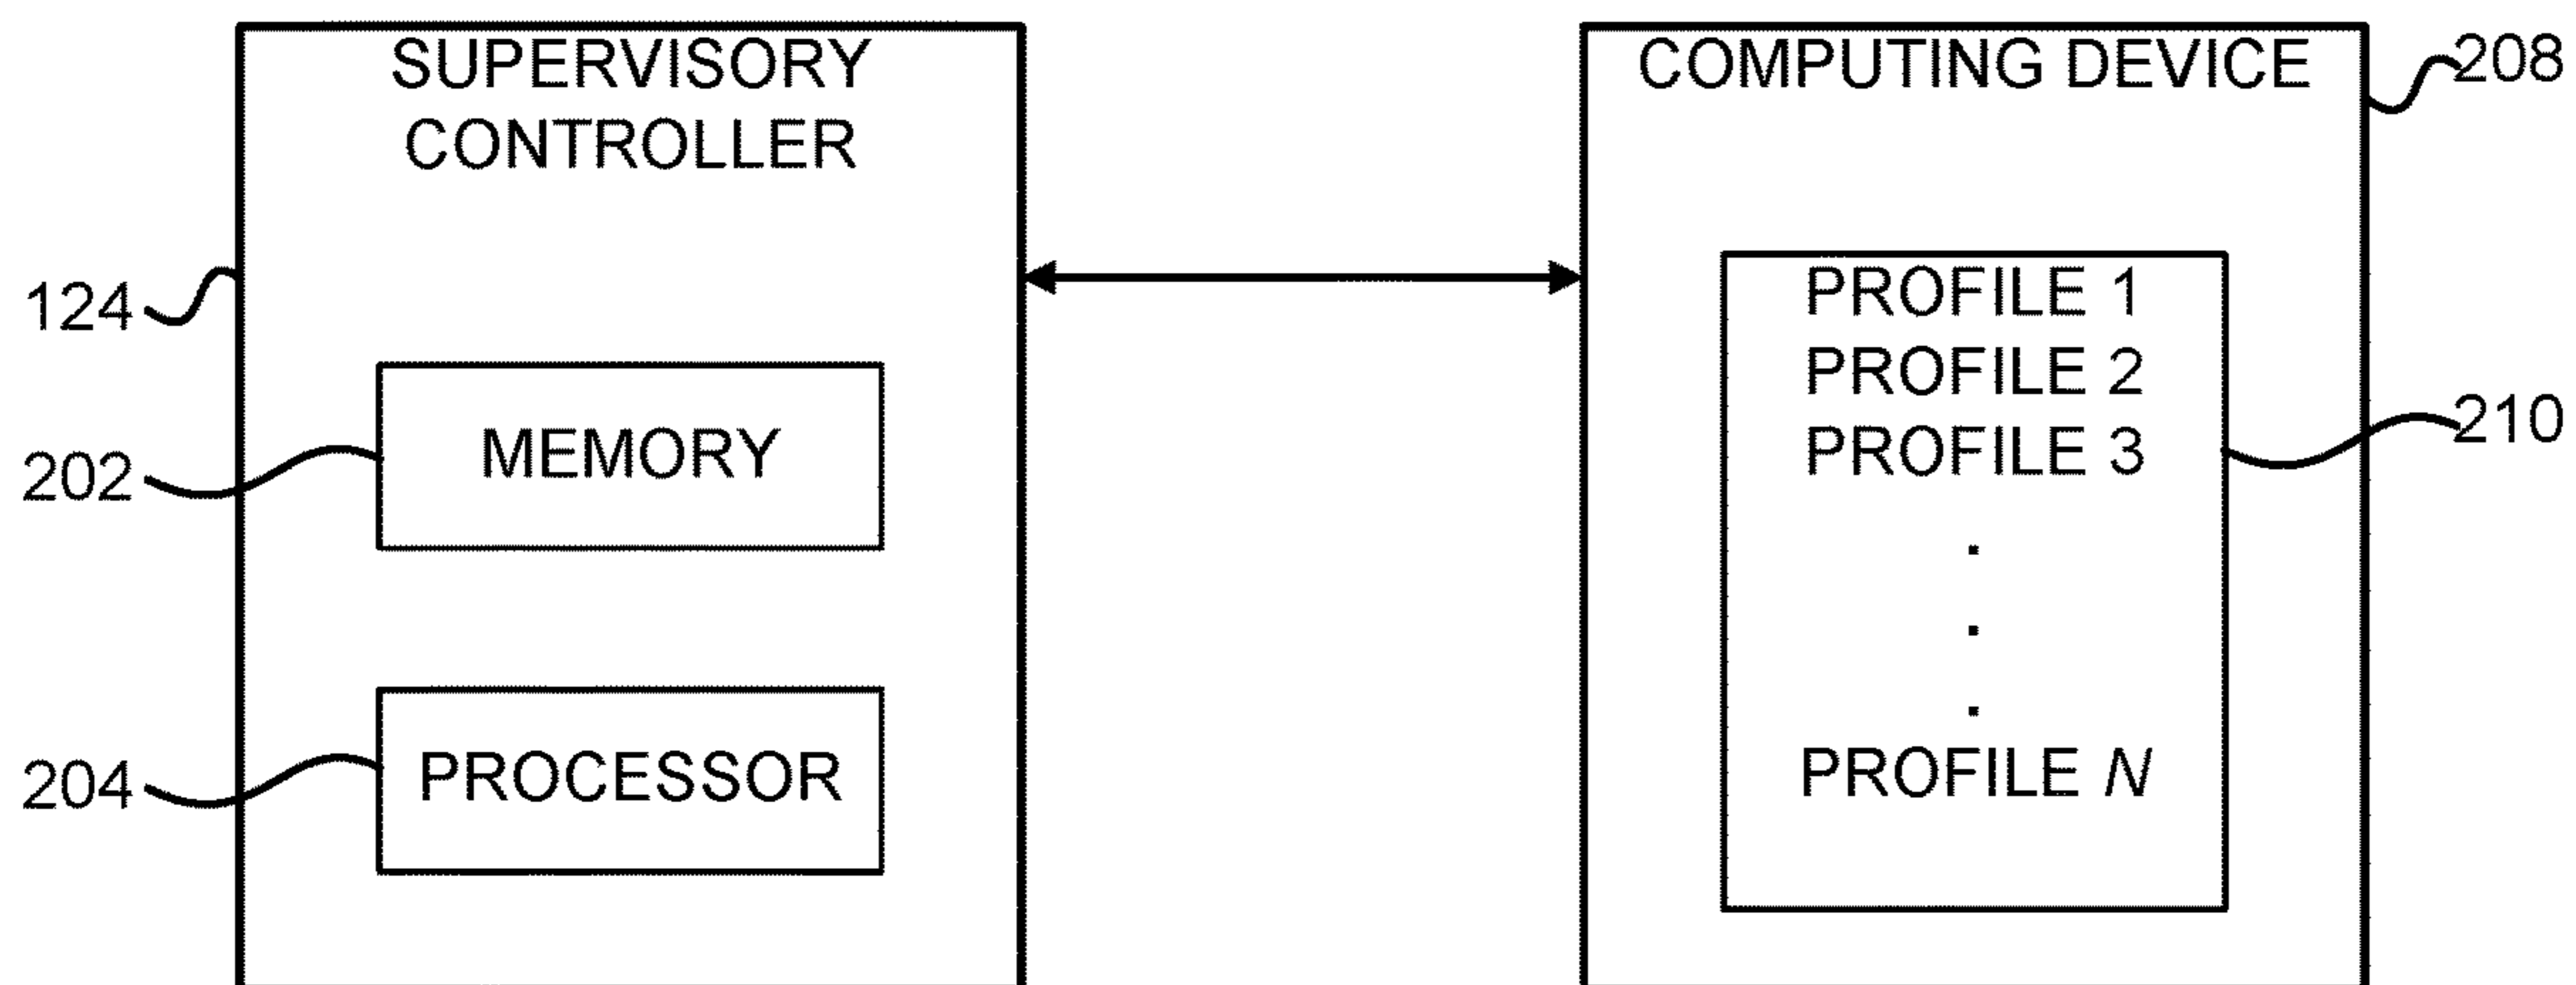 SUPERVISORY
CONTROLLER
124
202
MEMORY
204
PROCESSOR
COMPUTING DEVICE
208
PROFILE 1
PROFILE 2
PROFILE 3
.
.
.
PROFILE N
210